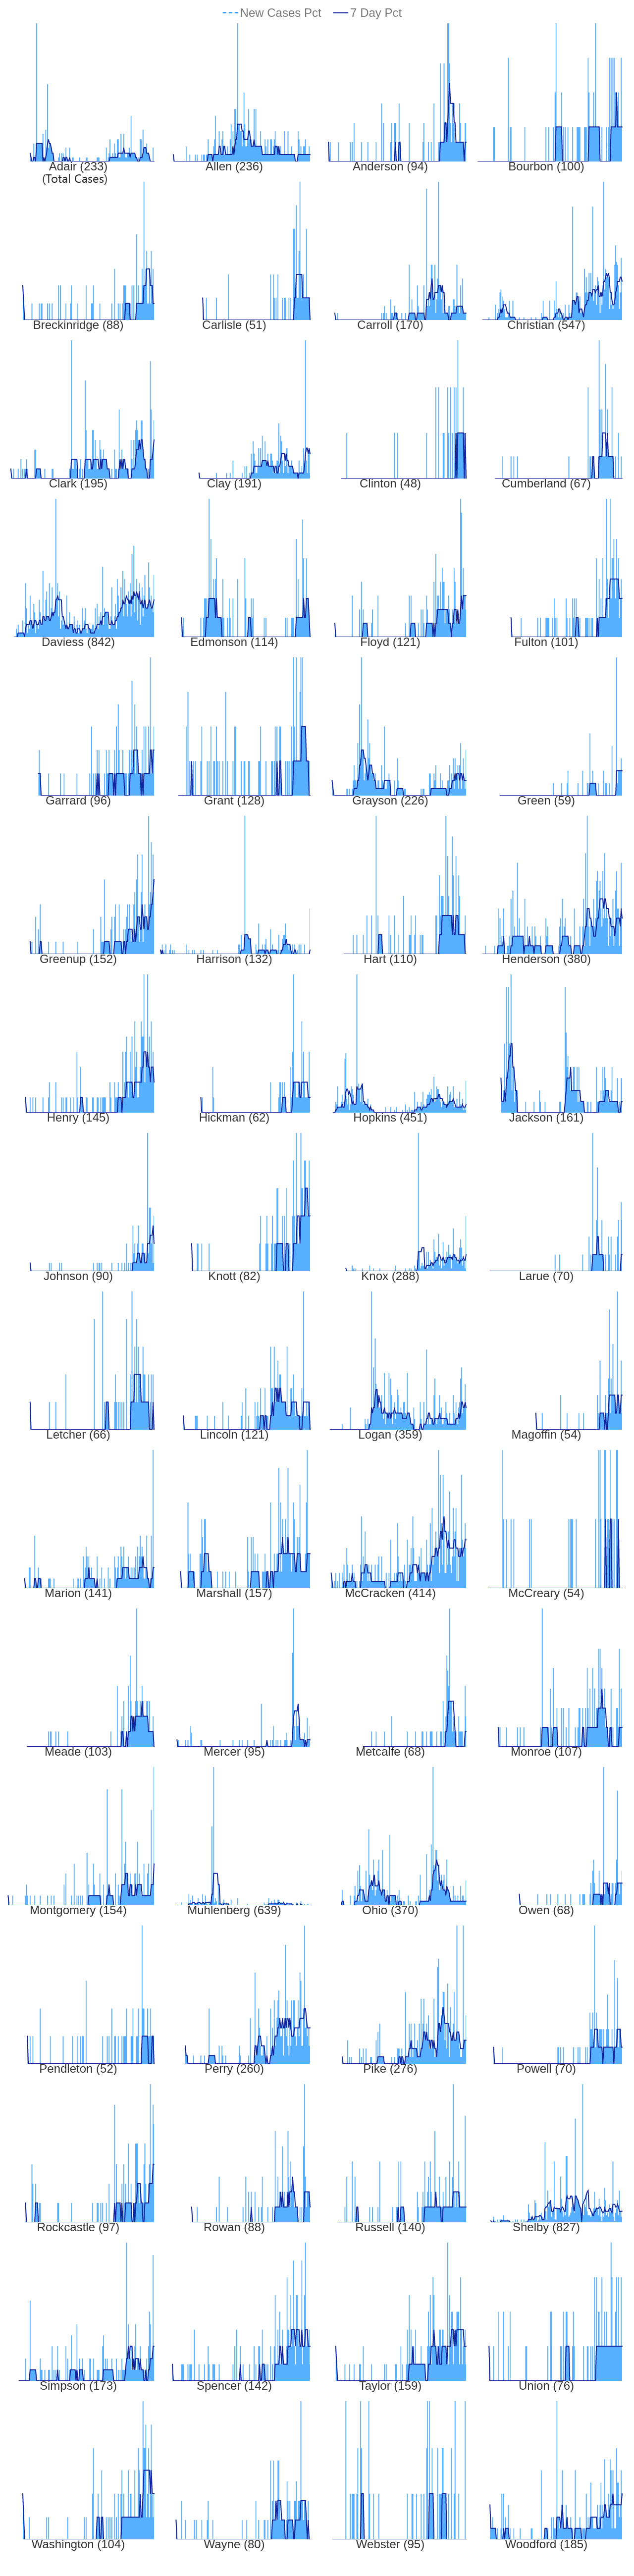 New Cases Pct 7 Day Pct
Adair (233) Allen (236) Anderson (94) Bourbon (100)
(Total Cases)
Breckinridge (88) Carlisle (51) Carroll (170) Christian (547)
Clark (195) Clay (191) Clinton (48) Cumberland (67)
Daviess (842) Edmonson (114) Floyd (121) Fulton (101)
Garrard (96) Grant (128) Grayson (226) Green (59)
Greenup (152) Harrison (132) Hart (110) Henderson (380)
Henry (145) Hickman (62) Hopkins (451) Jackson (161)
Johnson (90) Knott (82) Knox (288) Larue (70)
Letcher (66) Lincoln (121) Logan (359) Magoffin (54)
Marion (141) Marshall (157) McCracken (414) McCreary (54)
Meade (103) Mercer (95) Metcalfe (68) Monroe (107)
Montgomery (154) Muhlenberg (639) Ohio (370) Owen (68)
Pendleton (52) Perry (260) Pike (276) Powell (70)
Rockcastle (97) Rowan (88) Russell (140) Shelby (827)
Simpson (173) Spencer (142) Taylor (159) Union (76)
Washington (104) Wayne (80) Webster (95) Woodford (185)